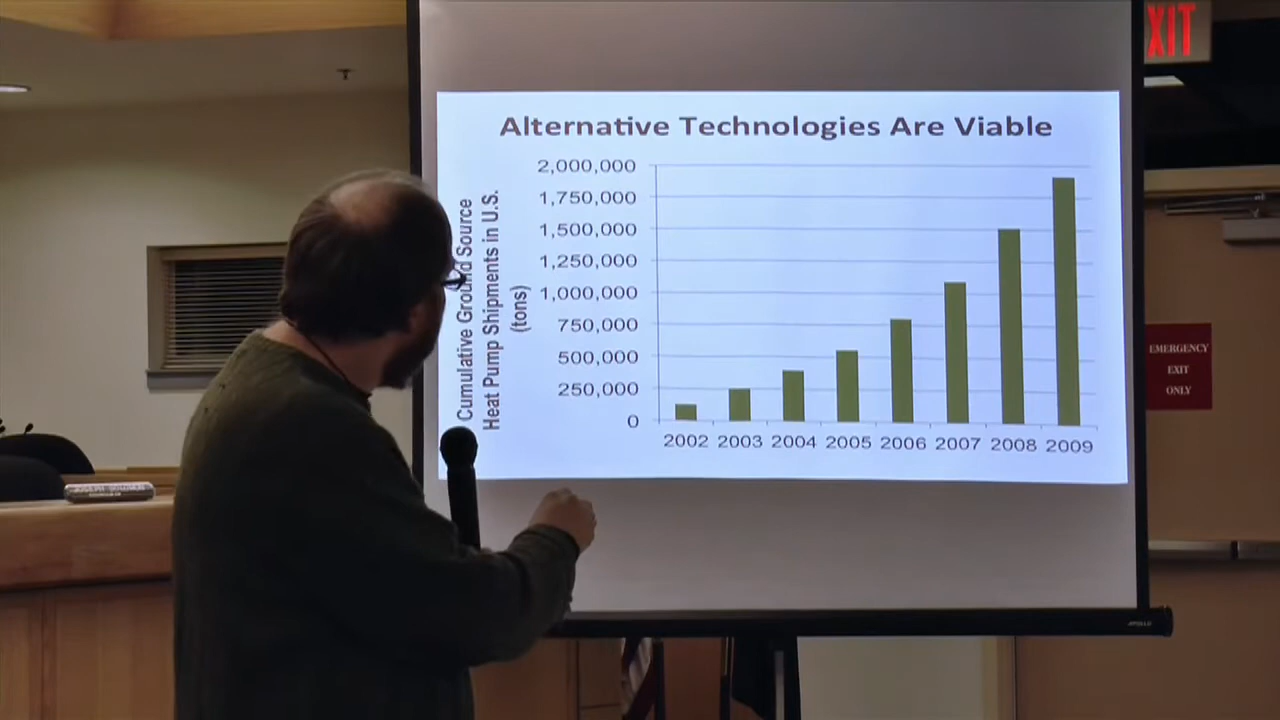 XIT
Alternative Technologies Are Viable
Cumulative Ground Source
Heat Pump Shipments in U.S.
(tons)
2,000,000
1,750,000
1,500,000
1,250,000
1,000,000
750,000
500,000
250,000
0
2002 2003 2004 2005 2006 2007 2008 2009
EMERGENCY
EXIT
ONLY
APOLLO